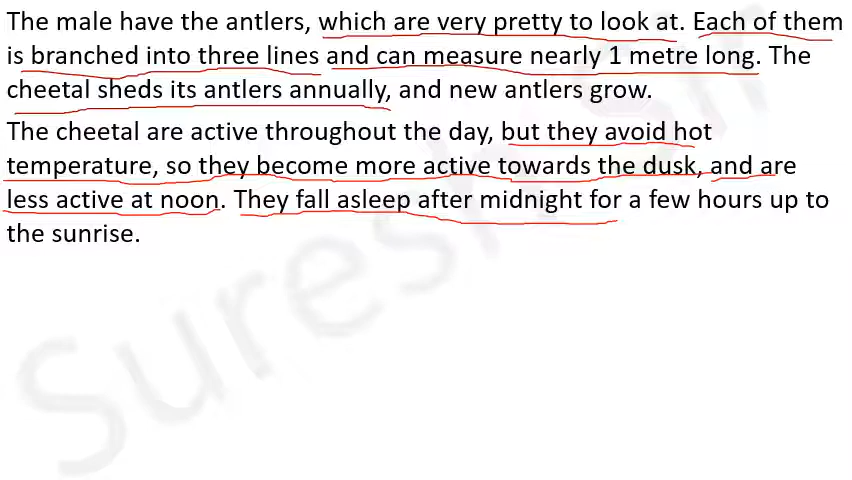 The male have the antlers, which are very pretty to look at. Each of them
is branched into three lines and can measure nearly 1 metre long. The
cheetal sheds its antlers annually, and new antlers grow.
The cheetal are active throughout the day, but they avoid hot
temperature, so they become more active towards the dusk, and are
less active at noon. They fall asleep after midnight for a few hours up to
the sunrise.
Suresh Sir